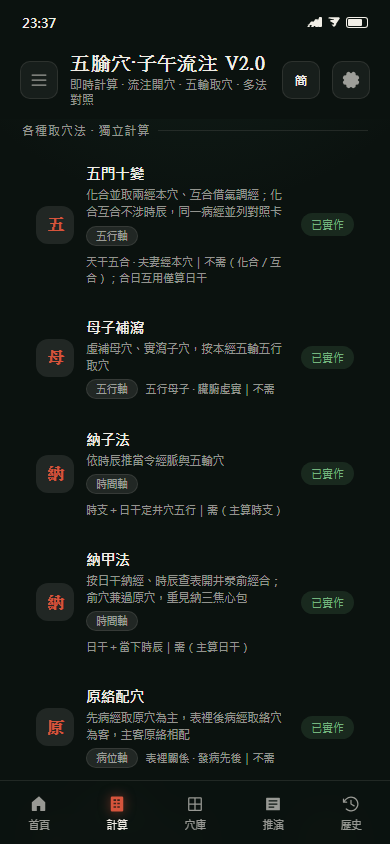 23:37
五腧穴·子午流注 V2.0
即時計算 · 流注開穴 · 五輸取穴 · 多法
對照
簡
各種取穴法 · 獨立計算
五門十變
化合並取兩經本穴、互合借氣調經；化
合互合不涉時辰，同一病經並列對照卡
五
五行軸
已實作
天干五合 · 夫妻經本穴｜不需（化合 / 互
合）；合日互用僅算日干
母子補瀉
虛補母穴、實瀉子穴，按本經五輸五行
取穴
母
已實作
五行軸 五行母子 · 臟腑虛實｜不需
納子法
依時辰推當令經脈與五輸穴
納
時間軸
已實作
時支＋日干定井穴五行｜需（主算時支）
納甲法
按日干納經、時辰查表開井滎俞經合；
俞穴兼過原穴，重見納三焦心包
納
時間軸
已實作
日干＋當下時辰｜需（主算日干）
原絡配穴
先病經取原穴為主，表裡後病經取絡穴
為客，主客原絡相配
原
已實作
病位軸 表裡關係 · 發病先後｜不需
首頁 計算 穴庫 推演 歷史